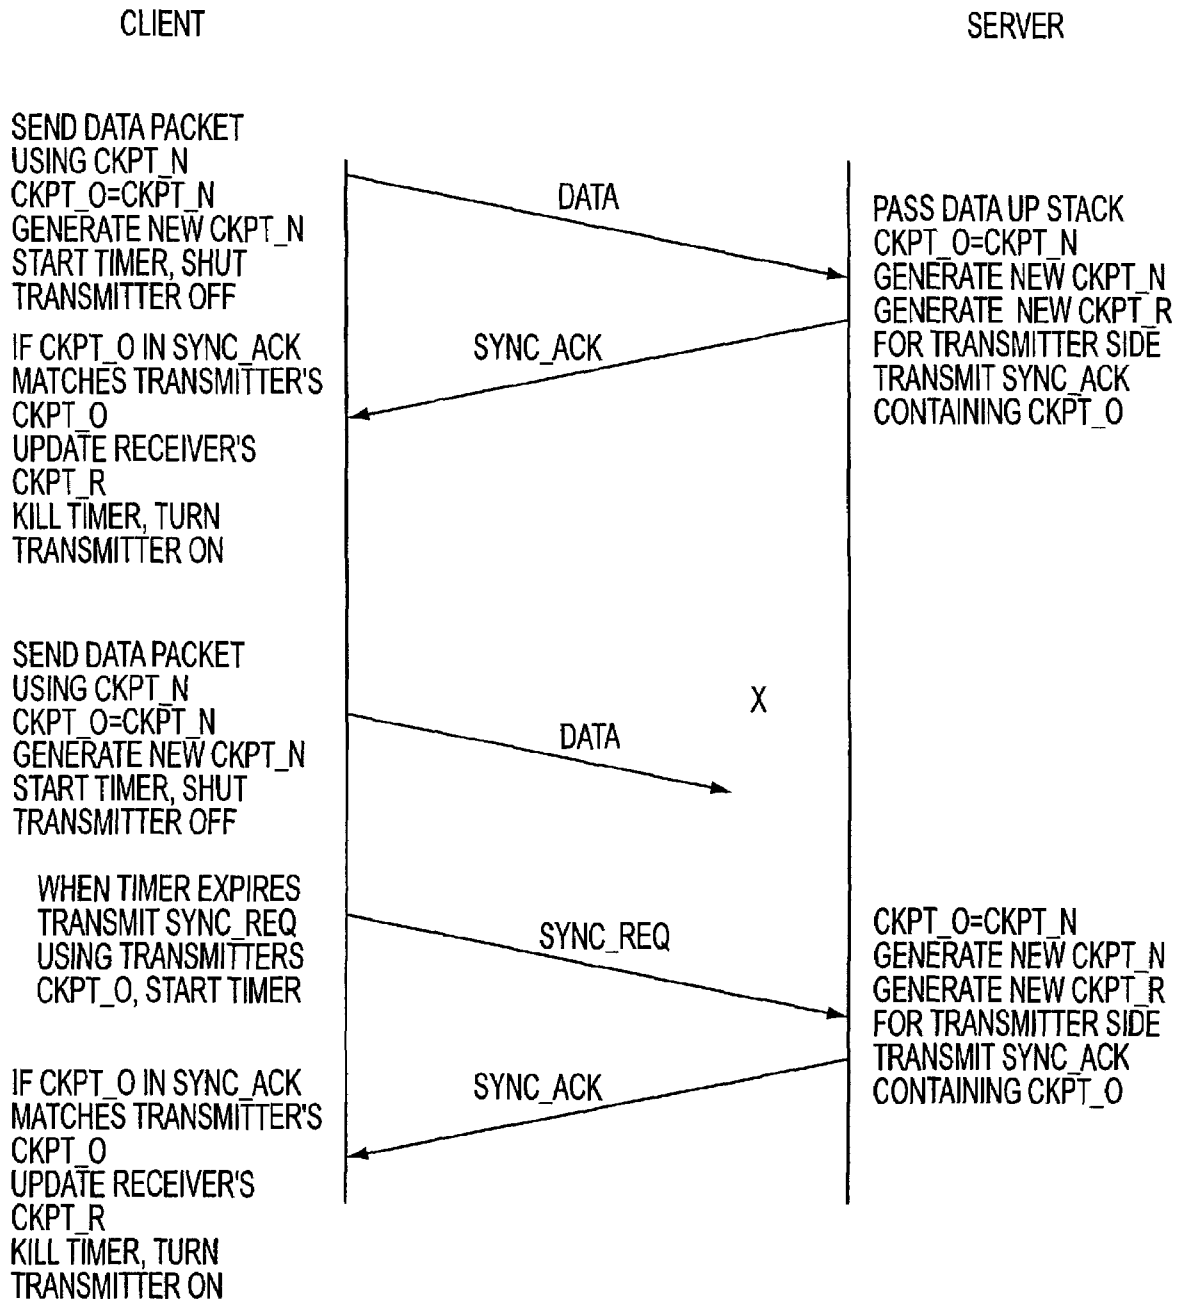 CLIENT
SERVER
SEND DATA PACKET
USING CKPT_N
CKPT_O=CKPT_N
GENERATE NEW CKPT_N
START TIMER, SHUT
TRANSMITTER OFF
DATA
PASS DATA UP STACK
CKPT_O=CKPT_N
GENERATE NEW CKPT_N
GENERATE NEW CKPT_R
FOR TRANSMITTER SIDE
TRANSMIT SYNC_ACK
CONTAINING CKPT_O
SYNC_ACK
IF CKPT_O IN SYNC_ACK
MATCHES TRANSMITTER'S
CKPT_O
UPDATE RECEIVER'S
CKPT_R
KILL TIMER, TURN
TRANSMITTER ON
SEND DATA PACKET
USING CKPT_N
CKPT_O=CKPT_N
GENERATE NEW CKPT_N
START TIMER, SHUT
TRANSMITTER OFF
DATA
X
WHEN TIMER EXPIRES
TRANSMIT SYNC_REQ
USING TRANSMITTERS
CKPT_O, START TIMER
SYNC_REQ
CKPT_O=CKPT_N
GENERATE NEW CKPT_N
GENERATE NEW CKPT_R
FOR TRANSMITTER SIDE
TRANSMIT SYNC_ACK
CONTAINING CKPT_O
SYNC_ACK
IF CKPT_O IN SYNC_ACK
MATCHES TRANSMITTER'S
CKPT_O
UPDATE RECEIVER'S
CKPT_R
KILL TIMER, TURN
TRANSMITTER ON